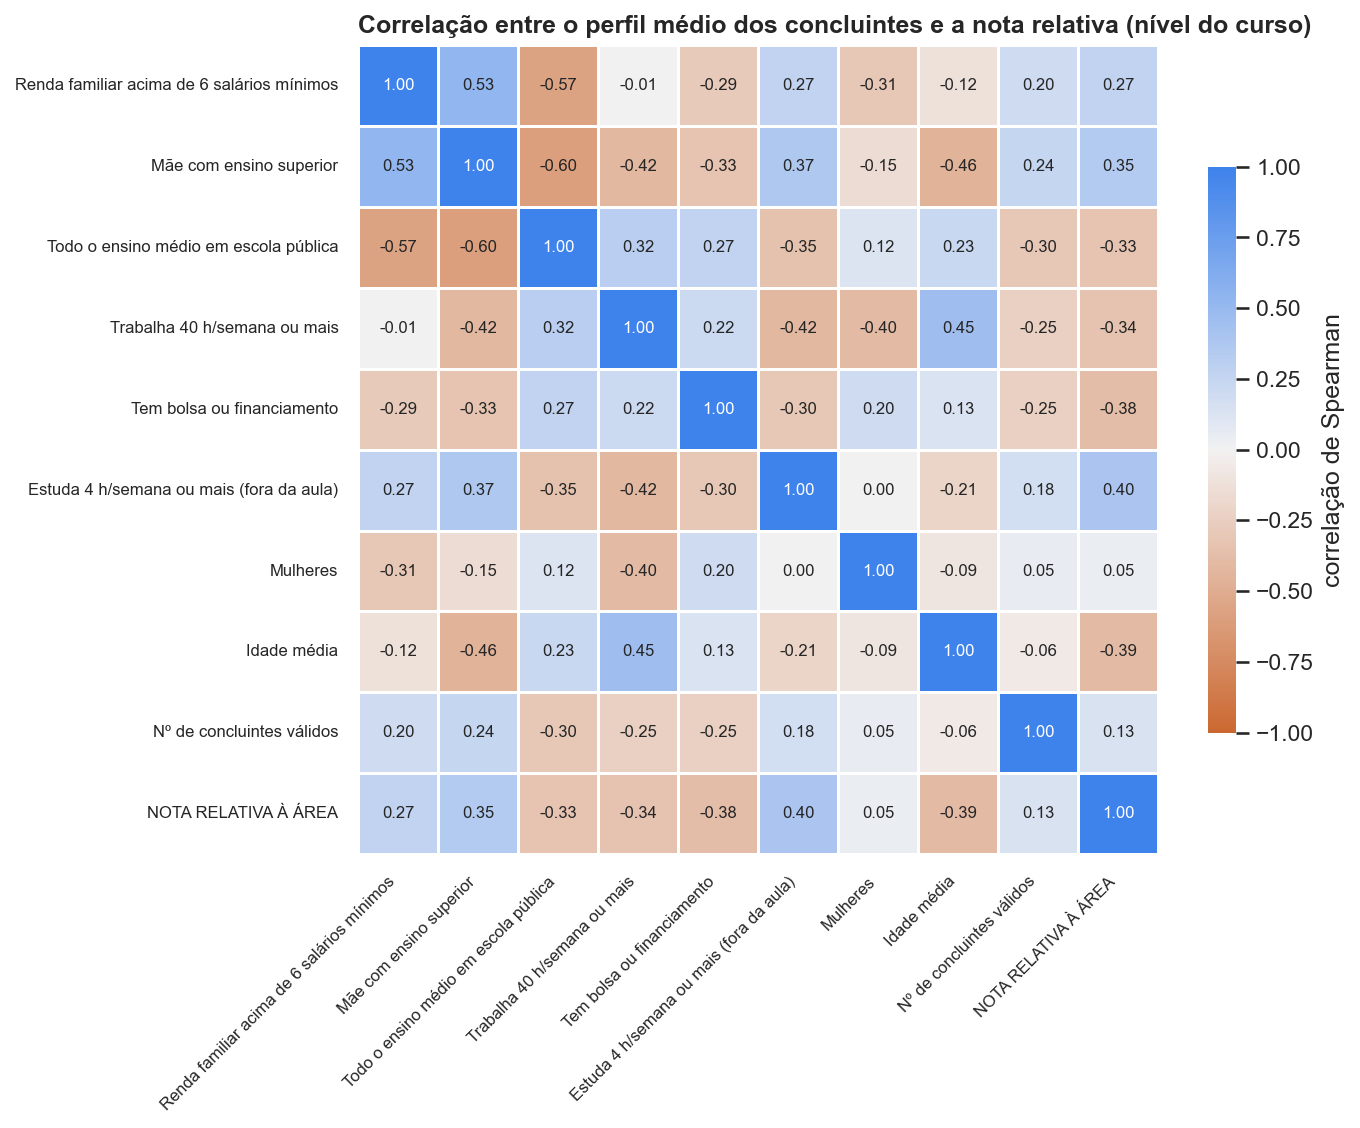 Correlação entre o perfil médio dos concluintes e a nota relativa (nível do curso)
Renda familiar acima de 6 salários mínimos 1.00 0.53 -0.57 -0.01 -0.29 0.27 -0.31 -0.12 0.20 0.27
Mãe com ensino superior 0.53 1.00 -0.60 -0.42 -0.33 0.37 -0.15 -0.46 0.24 0.35
Todo o ensino médio em escola pública -0.57 -0.60 1.00 0.32 0.27 -0.35 0.12 0.23 -0.30 -0.33
Trabalha 40 h/semana ou mais -0.01 -0.42 0.32 1.00 0.22 -0.42 -0.40 0.45 -0.25 -0.34
Tem bolsa ou financiamento -0.29 -0.33 0.27 0.22 1.00 -0.30 0.20 0.13 -0.25 -0.38
Estuda 4 h/semana ou mais (fora da aula) 0.27 0.37 -0.35 -0.42 -0.30 1.00 0.00 -0.21 0.18 0.40
Mulheres -0.31 -0.15 0.12 -0.40 0.20 0.00 1.00 -0.09 0.05 0.05
Idade média -0.12 -0.46 0.23 0.45 0.13 -0.21 -0.09 1.00 -0.06 -0.39
Nº de concluintes válidos 0.20 0.24 -0.30 -0.25 -0.25 0.18 0.05 -0.06 1.00 0.13
NOTA RELATIVA À ÁREA 0.27 0.35 -0.33 -0.34 -0.38 0.40 0.05 -0.39 0.13 1.00
Renda familiar acima de 6 salários mínimos
Mãe com ensino superior
Todo o ensino médio em escola pública
Trabalha 40 h/semana ou mais
Tem bolsa ou financiamento
Estuda 4 h/semana ou mais (fora da aula)
Mulheres
Idade média
Nº de concluintes válidos
NOTA RELATIVA À ÁREA
1.00
0.75
0.50
0.25
0.00
−0.25
−0.50
−0.75
−1.00
correlação de Spearman